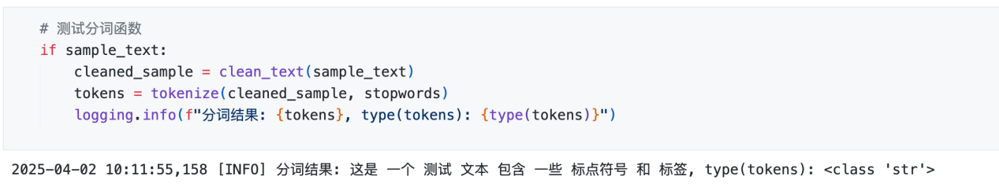 # 测试分词函数
if sample_text:
    cleaned_sample = clean_text(sample_text)
    tokens = tokenize(cleaned_sample, stopwords)
    logging.info(f"分词结果: {tokens}, type(tokens): {type(tokens)}")
2025-04-02 10:11:55,158 [INFO] 分词结果: 这是 一个 测试 文本 包含 一些 标点符号 和 标签, type(tokens): <class 'str'>